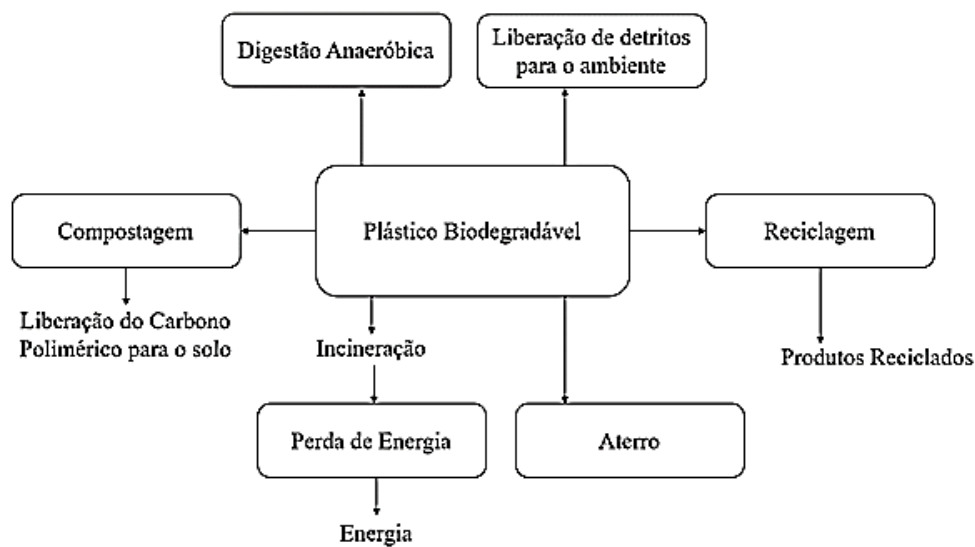 Digestão Anaeróbica
Liberação de detritos
para o ambiente
Compostagem
Plástico Biodegradável
Reciclagem
Liberação do Carbono
Polimérico para o solo
Incineração
Produtos Reciclados
Perda de Energia
Aterro
Energia